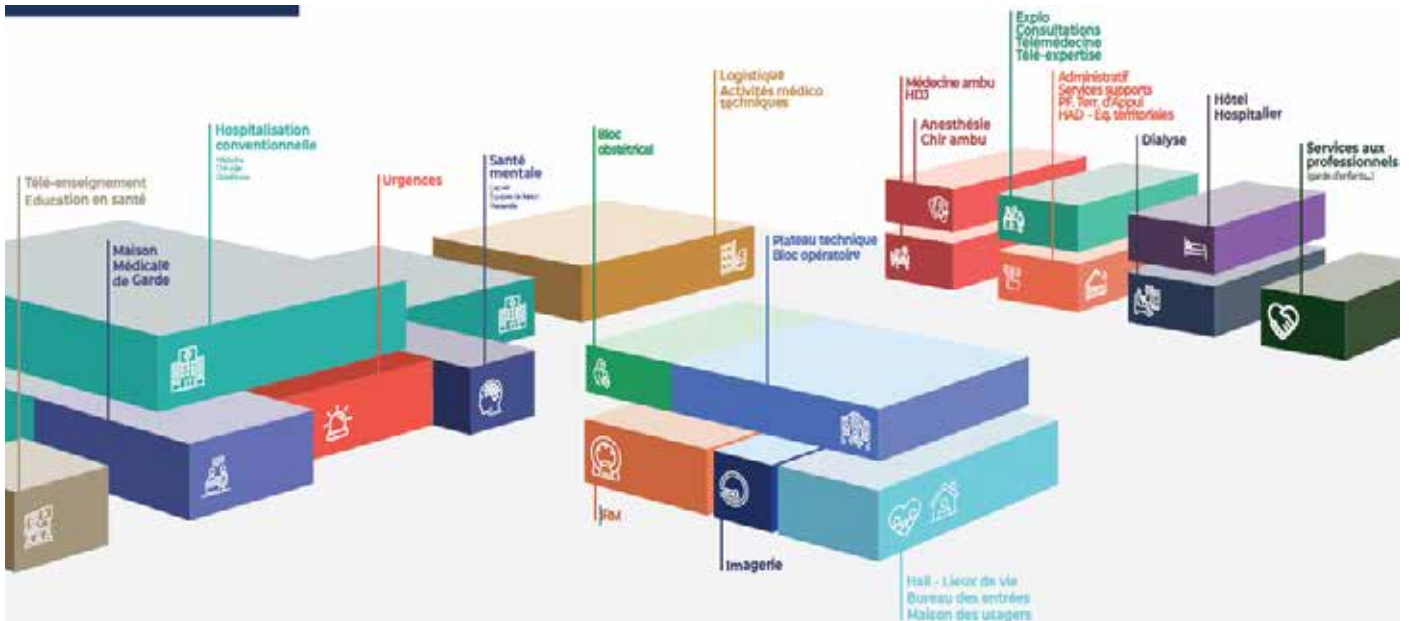 Télé-enseignement
Education en santé
Maison
Médicale
de Garde
Hospitalisation
conventionnelle
Urgences
Santé
mentale
Logistique
Activités médico
techniques
Bloc
obstétrical
Plateau technique
Bloc opératoire
IRM
Imagerie
Hall - Lieux de vie
Bureau des entrées
Maison des usagers
Médecine ambu
HDJ
Anesthésie
Chir ambu
Explo
Consultations
Télémédecine
Télé-expertise
Administratif
Services supports
PF. Terr. d'Appui
HAD - Eq. territoriales
Dialyse
Hôtel
Hospitalier
Services aux
professionnels
(garde d'enfants...)